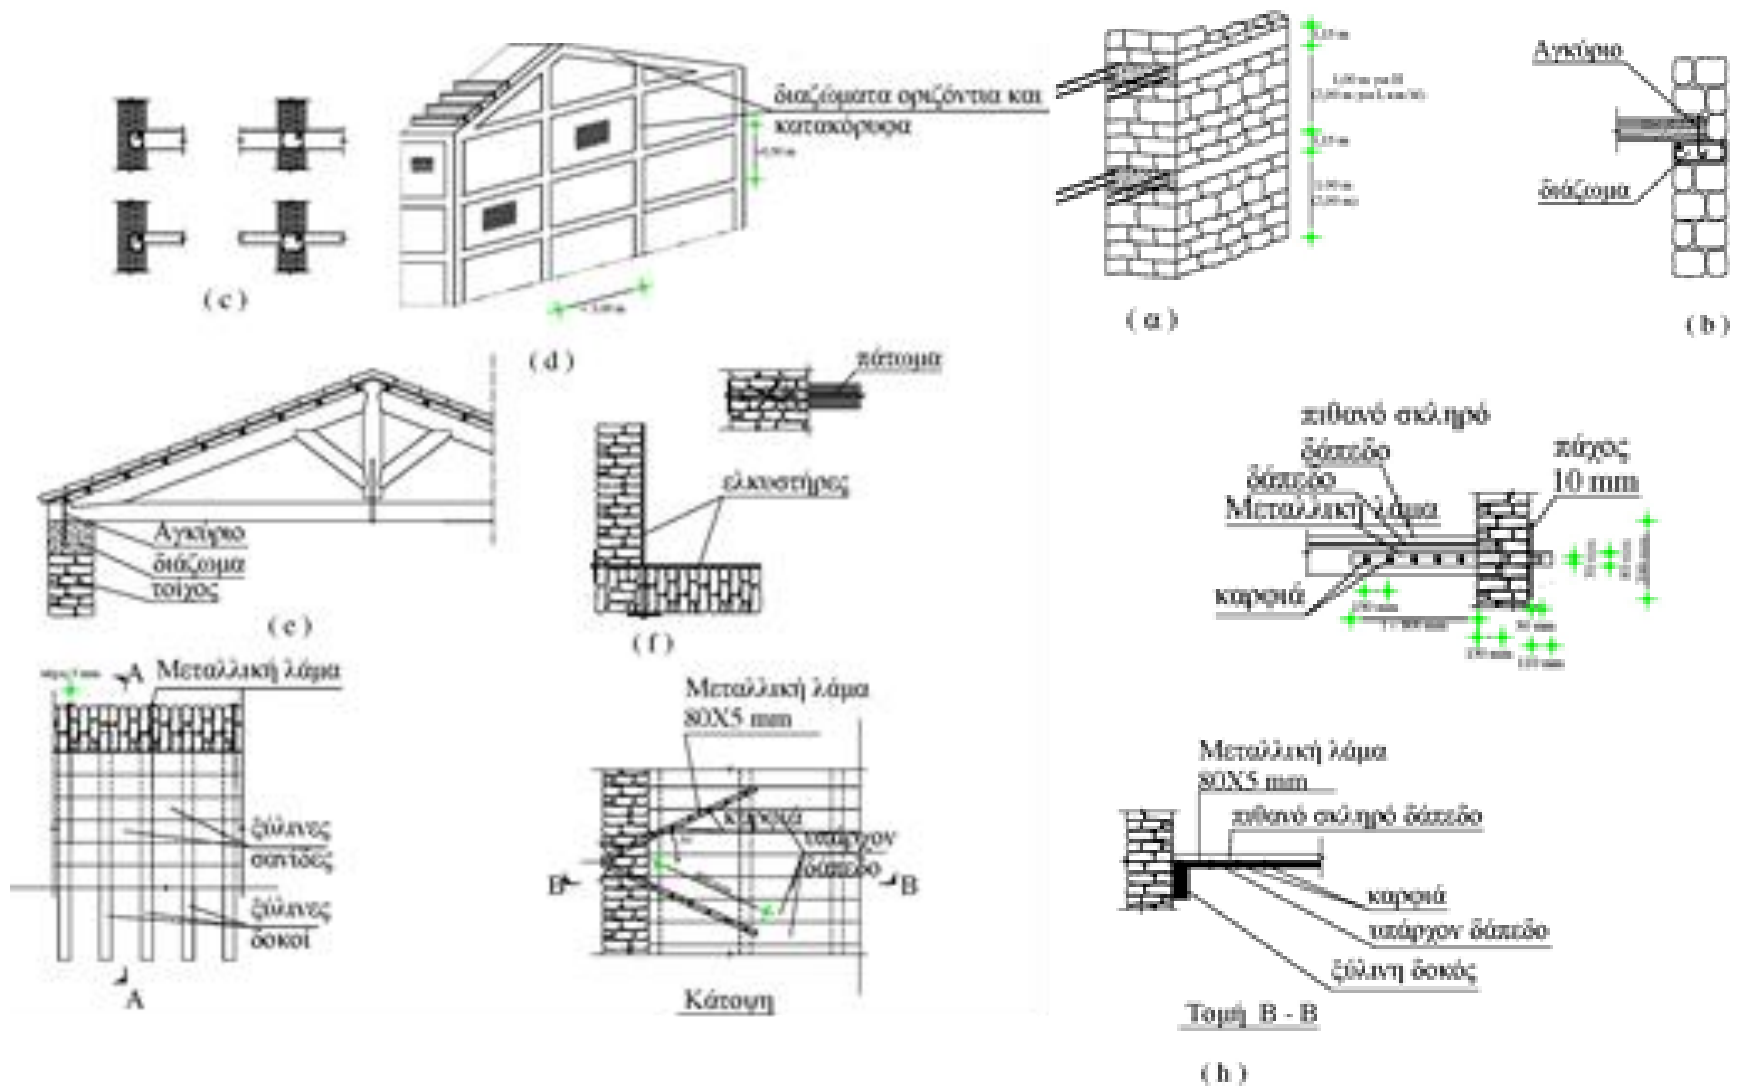 διαζώματα οριζόντια και
κατακόρυφα
( c )
( d )
( α )
Αγκύριο
διάζωμα
( b )
Αγκύριο
διάζωμα
τοίχος
( e )
πάτωμα
ελκυστήρες
( f )
πιθανό σκληρό
δάπεδο
δάπεδο
Μεταλλική λάμα
πάχος
10 mm
καρφιά
A
Μεταλλική λάμα
ξύλινες
σανίδες
ξύλινες
δοκοί
A
Μεταλλική λάμα
80X5 mm
καρφιά
υπάρχον
δάπεδο
B
B
Κάτοψη
Μεταλλική λάμα
80X5 mm
πιθανό σκληρό δάπεδο
καρφιά
υπάρχον δάπεδο
ξύλινη δοκός
Τομή B - B
( h )